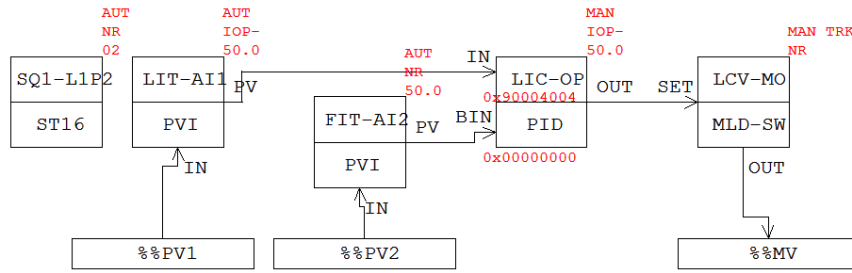 AUT
NR
02
AUT
IOP-
50.0
MAN
IOP-
50.0
MAN TRK
NR
AUT
NR
50.0
SQ1-L1P2
ST16
LIT-AI1
PVI
PV
IN
IN
LIC-OP
0x90004004
PID
0x00000000
OUT
SET
LCV-MO
MLD-SW
OUT
FIT-AI2
PVI
PV
BIN
IN
%%PV1
%%PV2
%%MV